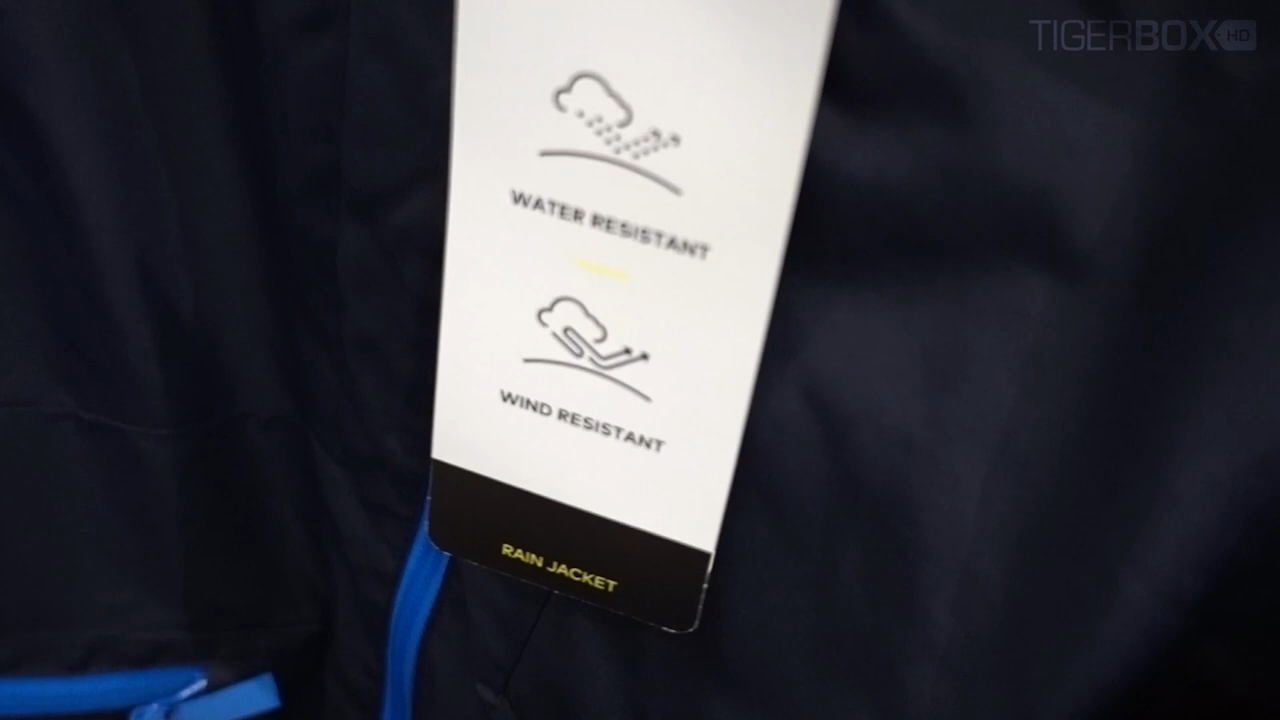 TIGERBOX HD
WATER RESISTANT
WIND RESISTANT
RAIN JACKET